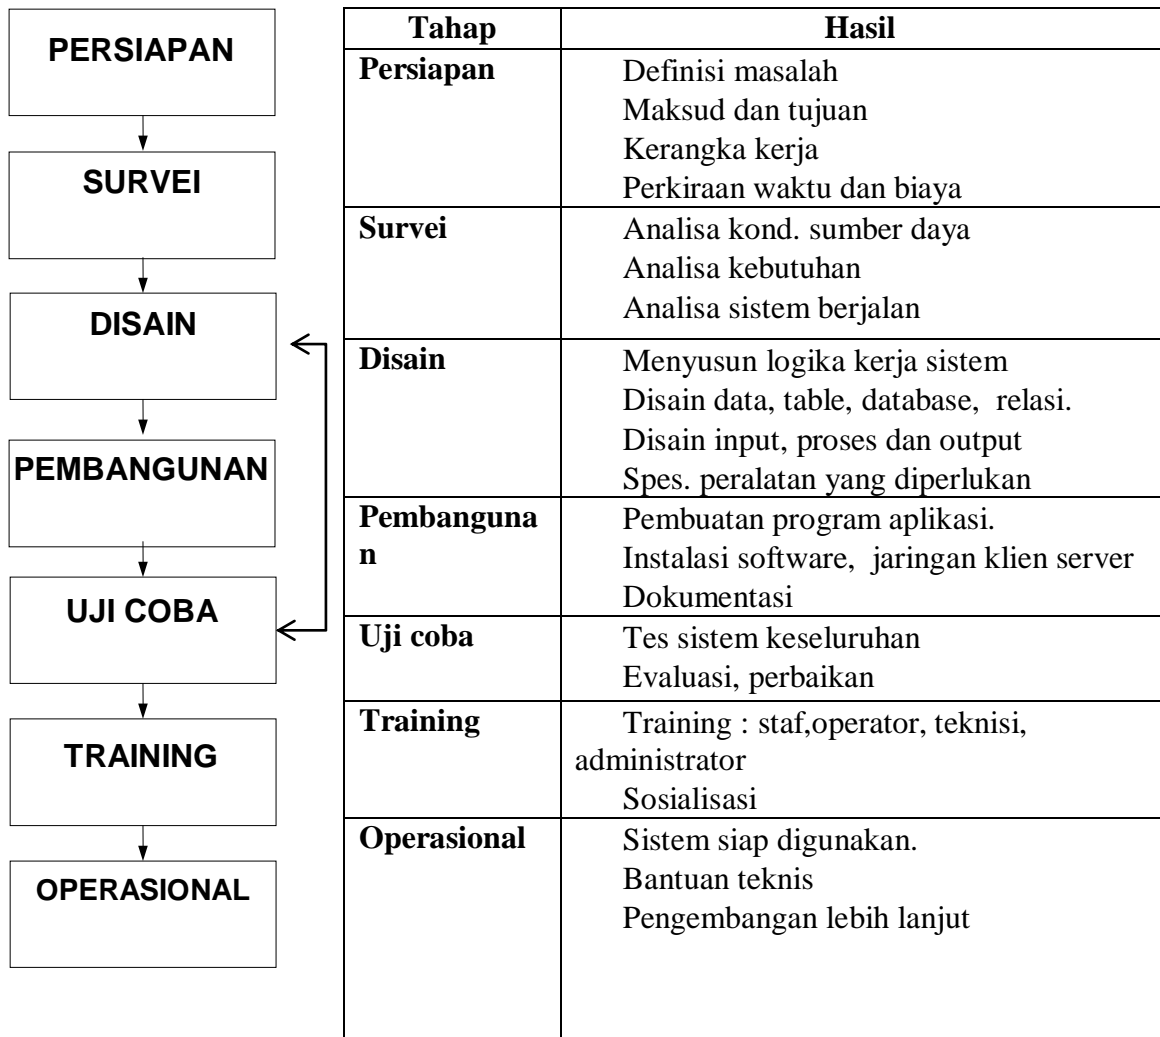 PERSIAPAN
SURVEI
DISAIN
PEMBANGUNAN
UJI COBA
TRAINING
OPERASIONAL
Tahap Hasil
Persiapan Definisi masalah
Maksud dan tujuan
Kerangka kerja
Perkiraan waktu dan biaya
Survei Analisa kond. sumber daya
Analisa kebutuhan
Analisa sistem berjalan
Disain Menyusun logika kerja sistem
Disain data, table, database, relasi.
Disain input, proses dan output
Spes. peralatan yang diperlukan
Pembanguna Pembuatan program aplikasi.
n Instalasi software, jaringan klien server
Dokumentasi
Uji coba Tes sistem keseluruhan
Evaluasi, perbaikan
Training Training : staf,operator, teknisi,
administrator
Sosialisasi
Operasional Sistem siap digunakan.
Bantuan teknis
Pengembangan lebih lanjut